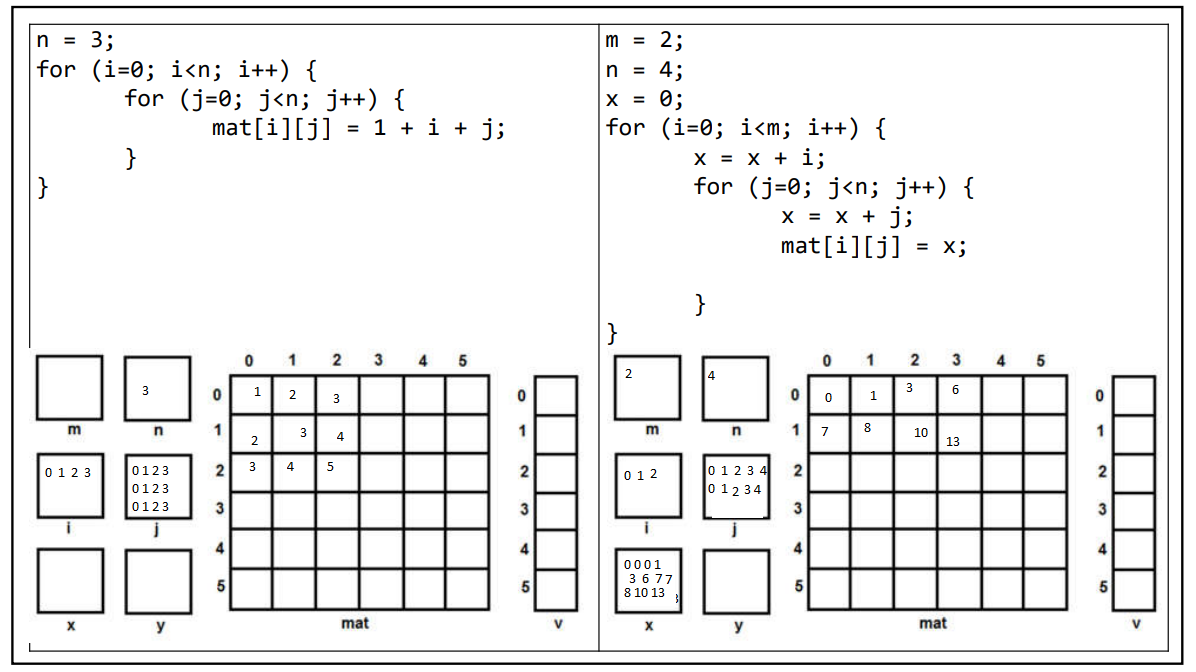 n = 3;
for (i=0; i<n; i++) {
for (j=0; j<n; j++) {
mat[i][j] = 1 + i + j;
}
}
0 1 2 3 4 5
3
0 1 2 3
1 2 3
0
m n
1 2 3 4
0 1 2 3
0 1 2 3
0 1 2 3
2 3 4 5
3
i j
4
5
x y mat v
0
1
2
3
4
5
m = 2;
n = 4;
x = 0;
for (i=0; i<m; i++) {
x = x + i;
for (j=0; j<n; j++) {
x = x + j;
mat[i][j] = x;
}
}
0 1 2 3 4 5
2 4
0 0 1 3 6
m n
1 7 8 10 13
0 1 2
0 1 2 3 4
0 1 2 3 4
2
3
i j
0 0 0 1
3 6 7 7
8 10 13
4
5
x y mat v
0
1
2
3
4
5